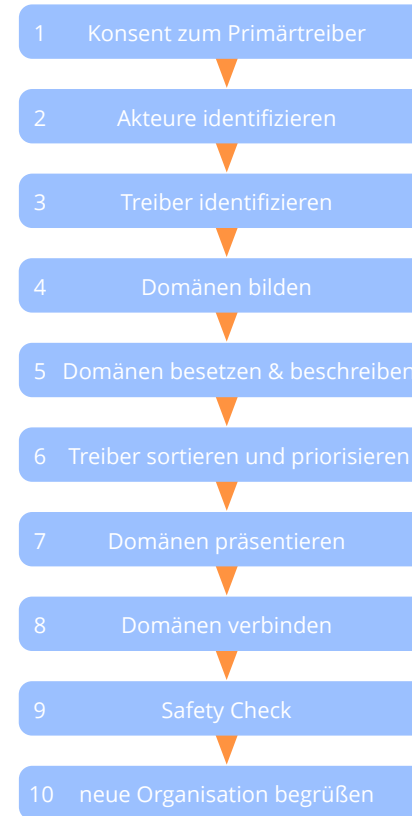 1 Konsent zum Primärtreiber
2 Akteure identifizieren
3 Treiber identifizieren
4 Domänen bilden
5 Domänen besetzen & beschreiben
6 Treiber sortieren und priorisieren
7 Domänen präsentieren
8 Domänen verbinden
9 Safety Check
10 neue Organisation begrüßen